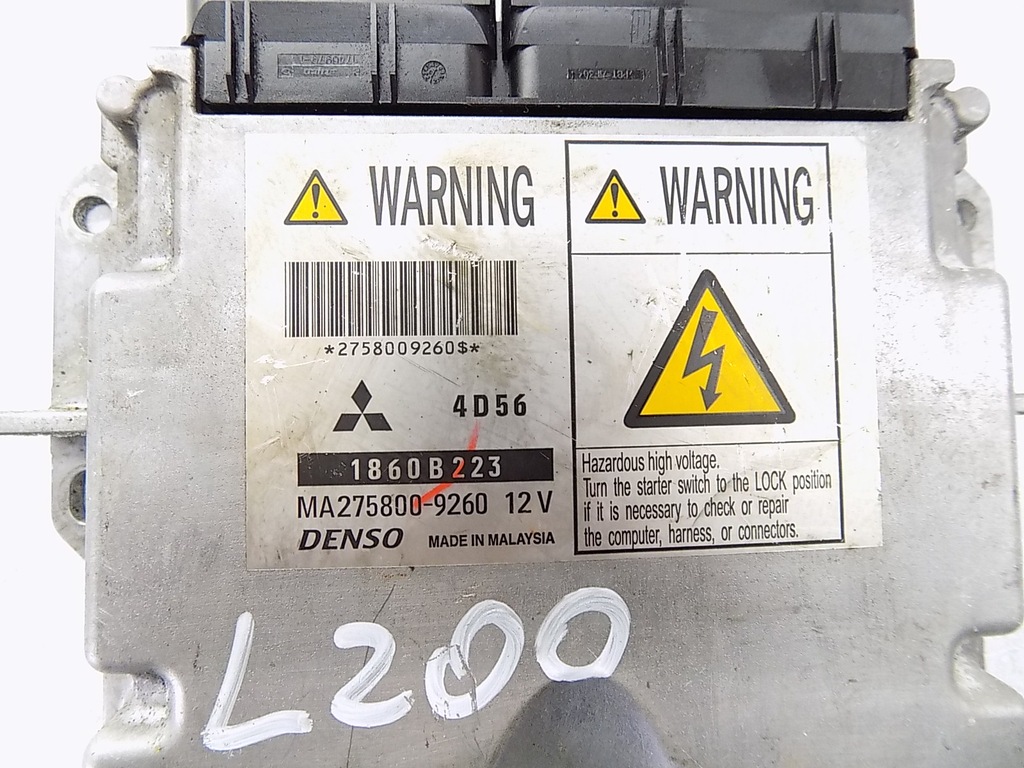 WARNING
*2758009260$*
4D56
1860B223
MA275800-9260 12V
DENSO MADE IN MALAYSIA
WARNING
Hazardous high voltage.
Turn the starter switch to the LOCK position
if it is necessary to check or repair
the computer, harness, or connectors.
L200